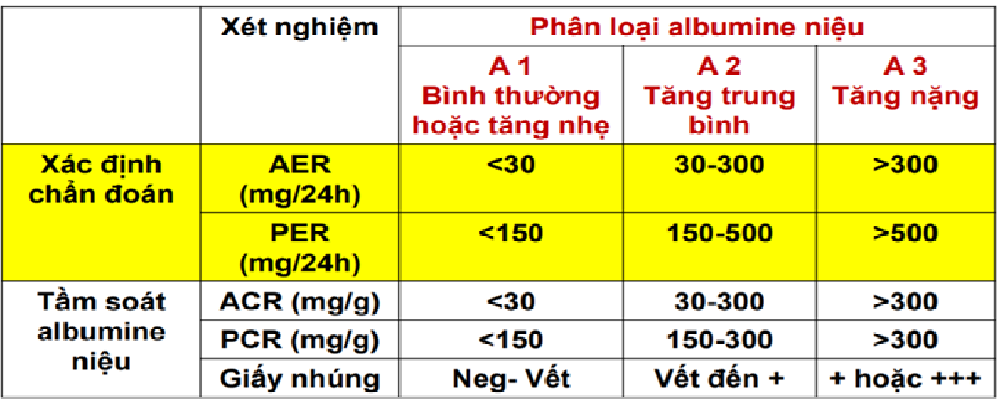 Xét nghiệm
Phân loại albumine niệu
A 1
Bình thường
hoặc tăng nhẹ
A 2
Tăng trung
bình
A 3
Tăng nặng
Xác định
chẩn đoán
AER
(mg/24h)
<30
30-300
>300
PER
(mg/24h)
<150
150-500
>500
Tầm soát
albumine
niệu
ACR (mg/g)
<30
30-300
>300
PCR (mg/g)
<150
150-300
>300
Giấy nhúng
Neg- Vết
Vết đến +
+ hoặc +++